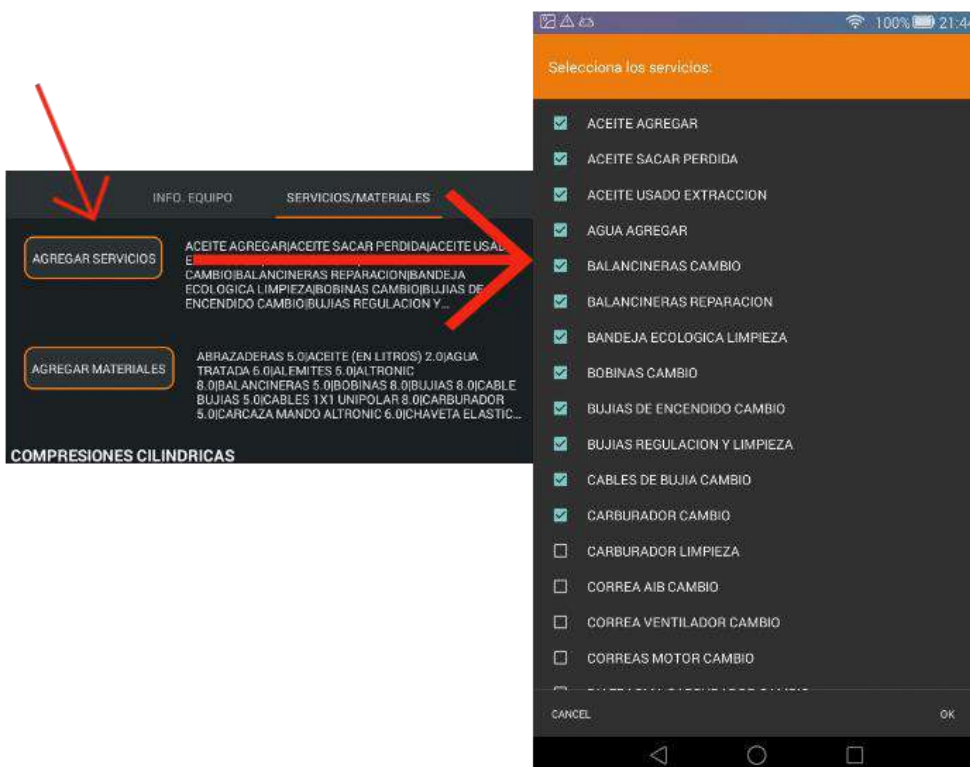 INFO. EQUIPO
SERVICIOS/MATERIALES
AGREGAR SERVICIOS
ACEITE AGREGAR|ACEITE SACAR PERDIDA|ACEITE
CAMBIO|BALANCINERAS REPARACION|BANDEJA
ECOLOGICA LIMPIEZA|BOBINAS CAMBIO|BUJIAS DE
ENCENDIDO CAMBIO|BUJIAS REGULACION Y...
AGREGAR MATERIALES
ABRAZADERAS 5.0|ACEITE (EN LITROS) 2.0|AGUA
TRATADA 6.0|ALEMITES 5.0|ALTRONIC
8.0|BALANCINERAS 5.0|BOBINAS 8.0|BUJIAS 8.0|CABLE
BUJIAS 5.0|CABLES 1X1 UNIPOLAR 8.0|CARBURADOR
5.0|CARCAZA MANDO ALTRONIC 6.0|CHAVETA ELASTIC...
COMPRESIONES CILINDRICAS
100% 21:44
Selecciona los servicios:
ACEITE AGREGAR
ACEITE SACAR PERDIDA
ACEITE USADO EXTRACCION
AGUA AGREGAR
BALANCINERAS CAMBIO
BALANCINERAS REPARACION
BANDEJA ECOLOGICA LIMPIEZA
BOBINAS CAMBIO
BUJIAS DE ENCENDIDO CAMBIO
BUJIAS REGULACION Y LIMPIEZA
CABLES DE BUJIA CAMBIO
CARBURADOR CAMBIO
CARBURADOR LIMPIEZA
CORREA AIB CAMBIO
CORREA VENTILADOR CAMBIO
CORREAS MOTOR CAMBIO
CANCEL
OK